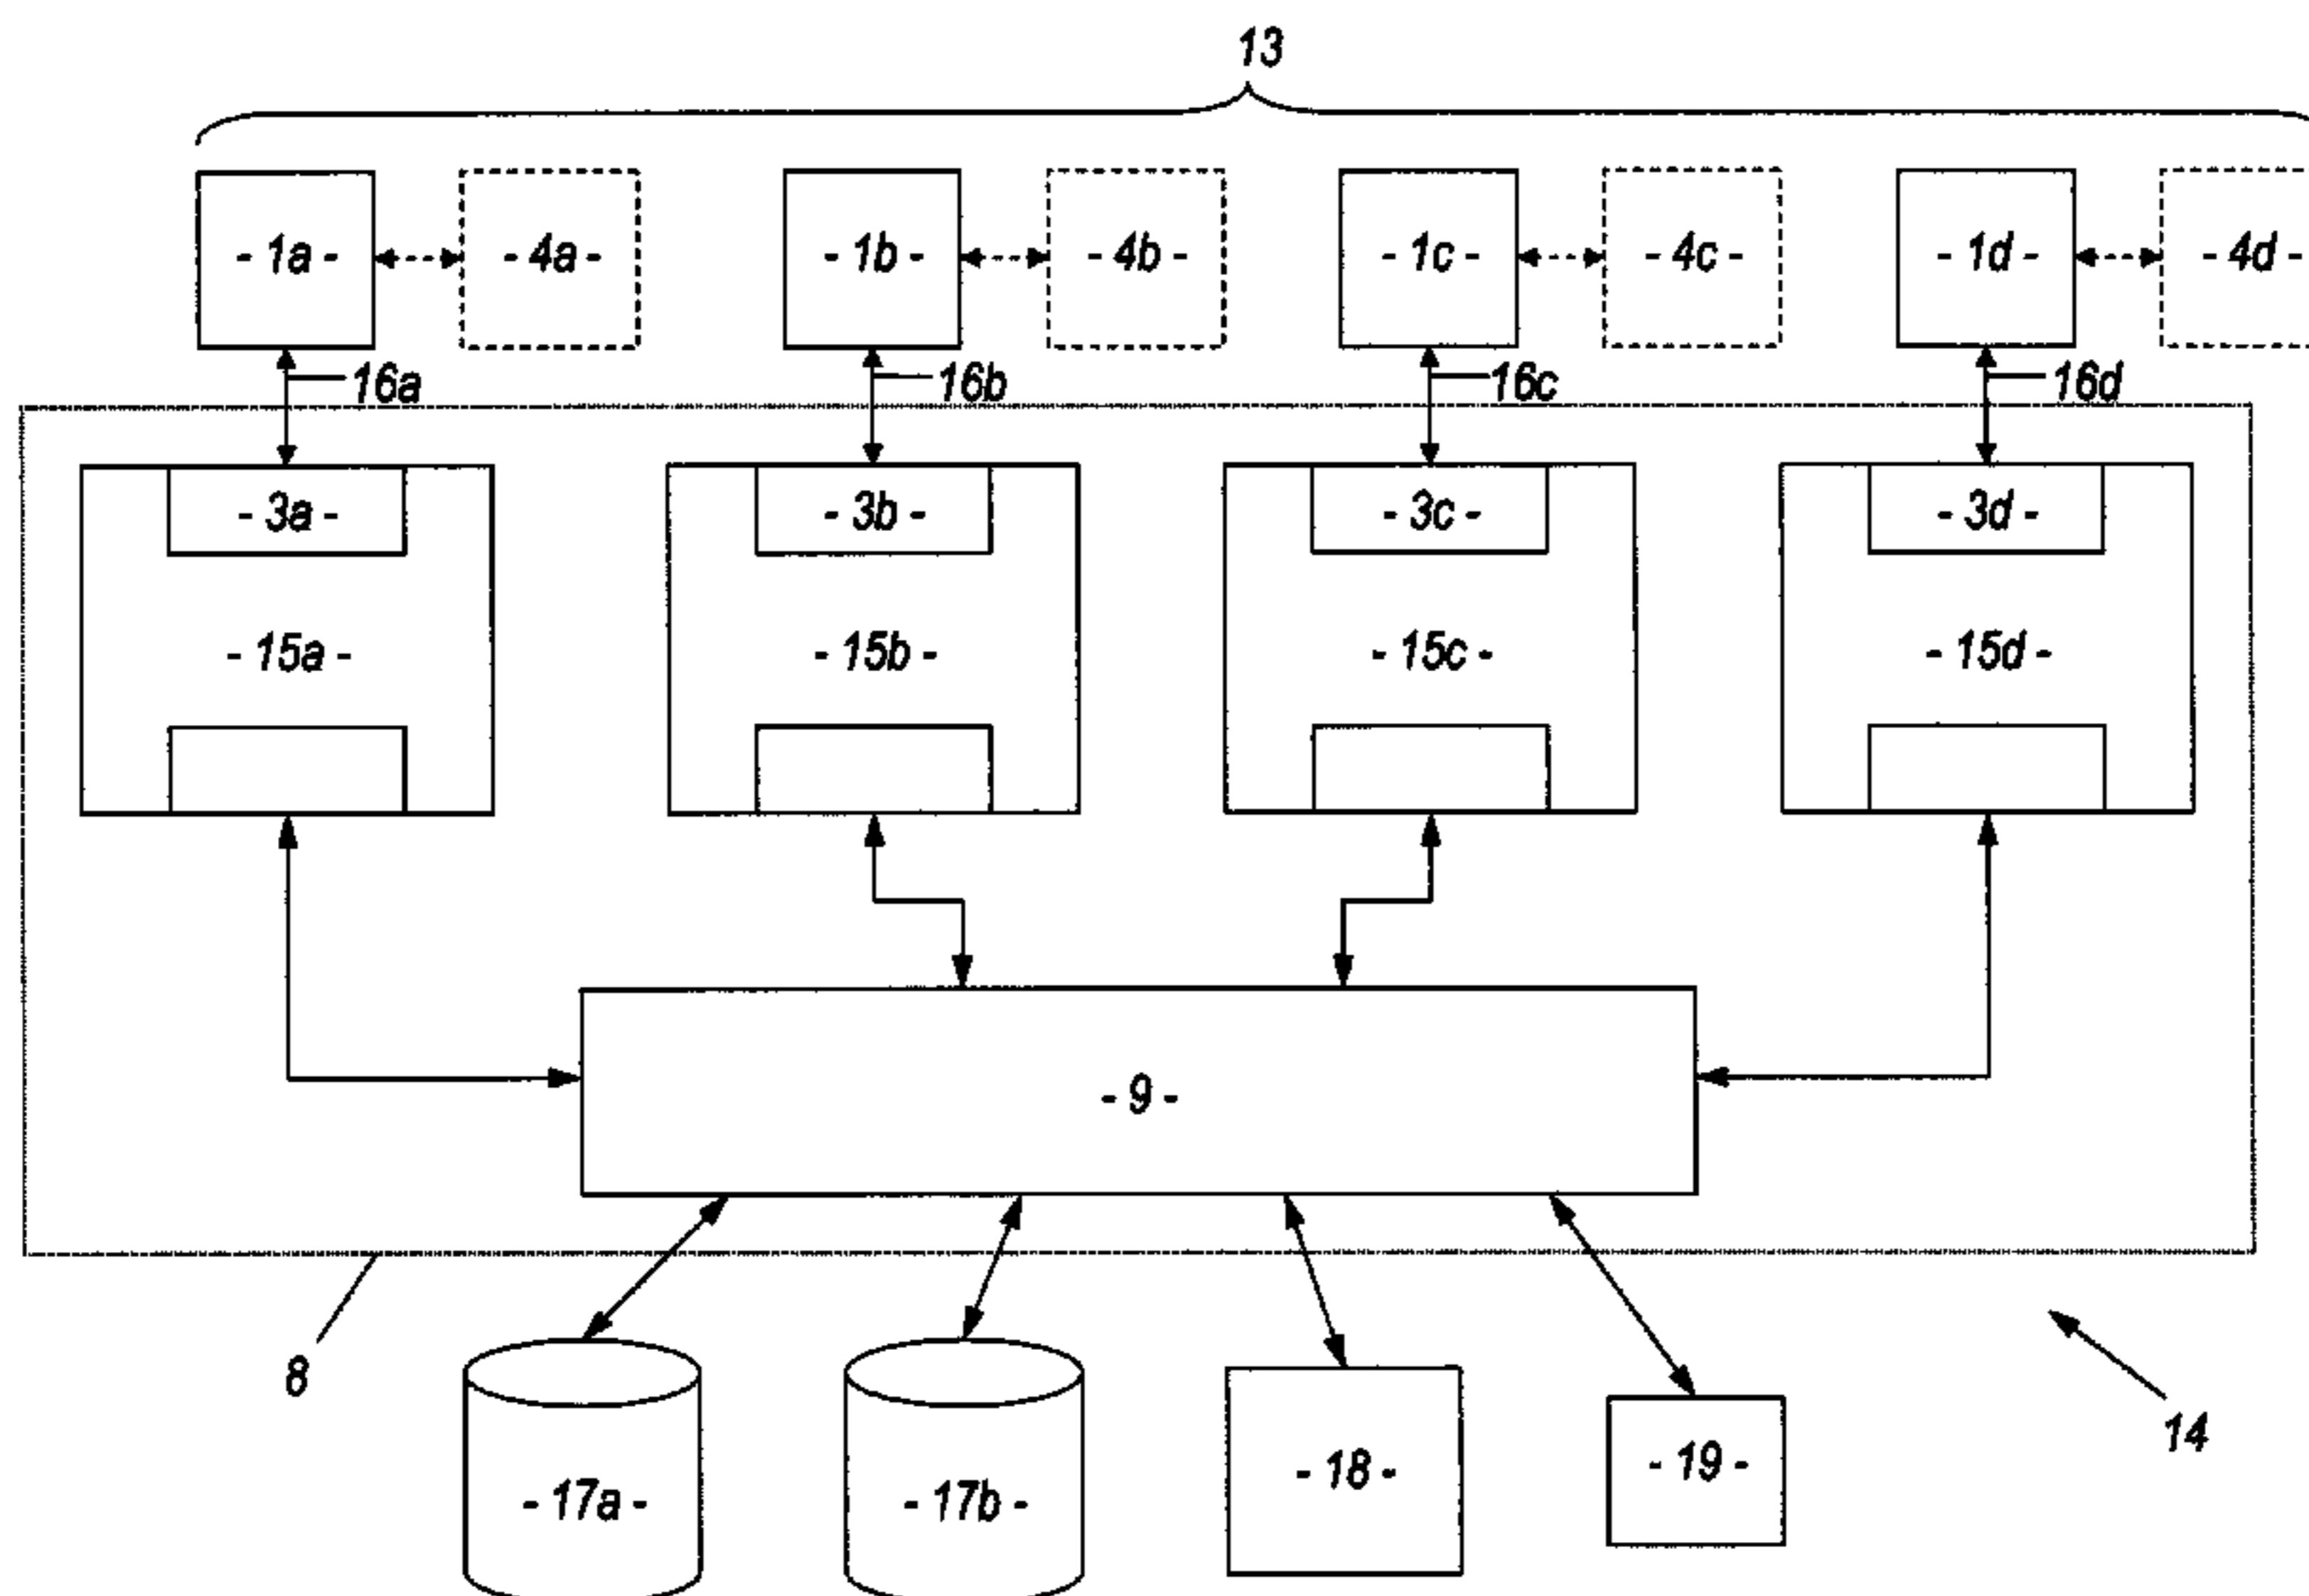 13
- 1a - - 4a - - 1b - - 4b - - 1c - - 4c - - 1d - - 4d -
16a 16b 16c 16d
- 3a - - 3b - - 3c - - 3d -
- 15a - - 15b - - 15c - - 15d -
- 9 -
8
14
- 17a - - 17b - - 18 - - 19 -